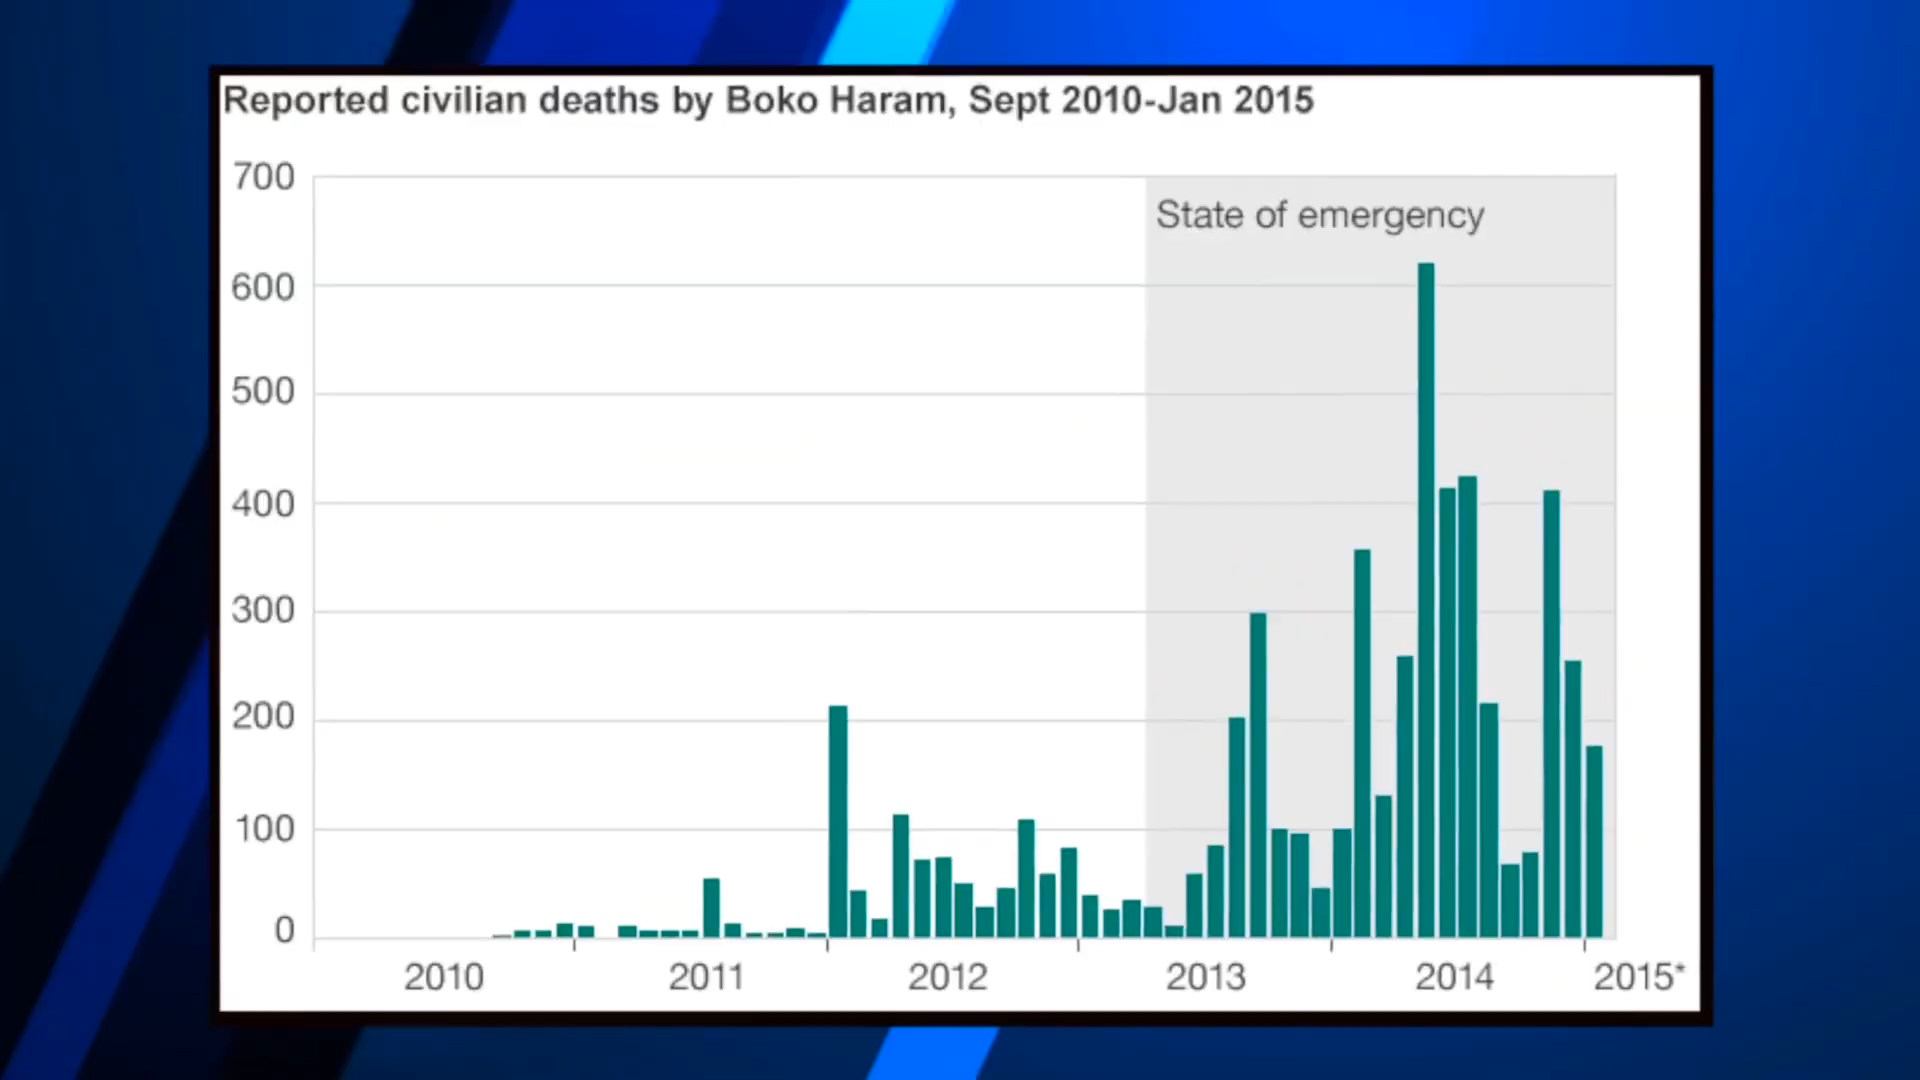 Reported civilian deaths by Boko Haram, Sept 2010-Jan 2015
700
State of emergency
600
500
400
300
200
100
0
2010 2011 2012 2013 2014 2015*